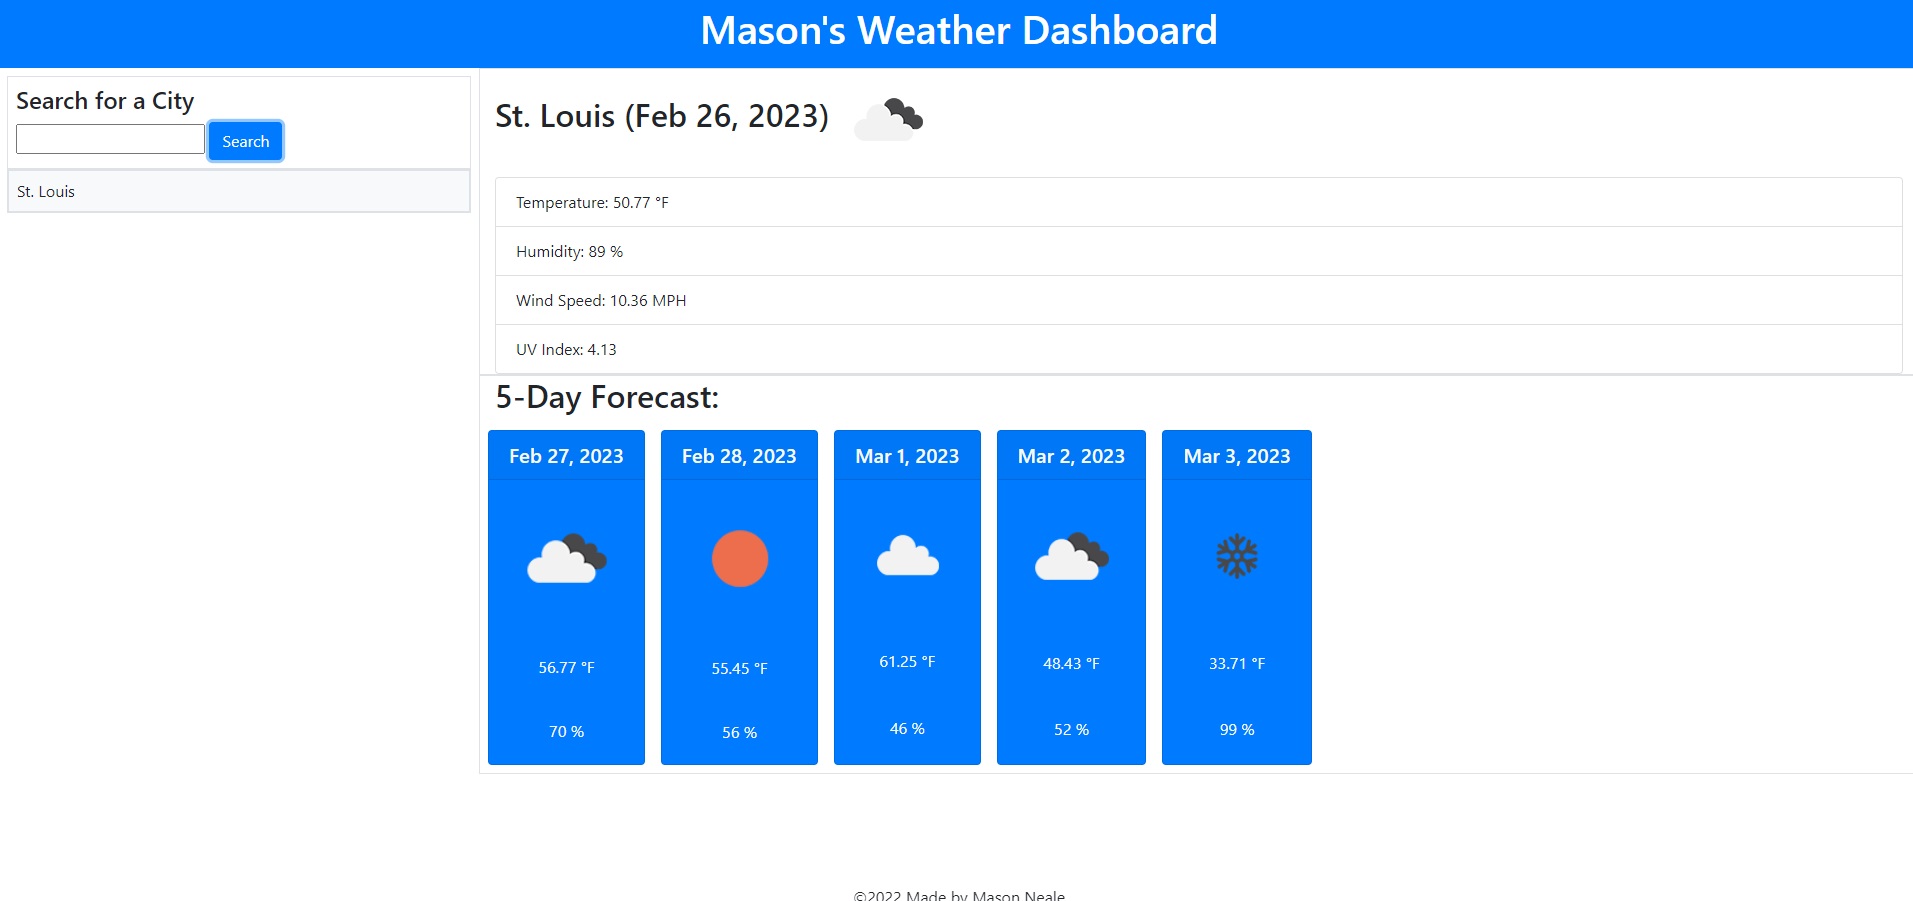 Mason's Weather Dashboard
Search for a City
Search
St. Louis
St. Louis (Feb 26, 2023)
Temperature: 50.77 °F
Humidity: 89 %
Wind Speed: 10.36 MPH
UV Index: 4.13
5-Day Forecast:
Feb 27, 2023
56.77 °F
70 %
Feb 28, 2023
55.45 °F
56 %
Mar 1, 2023
61.25 °F
46 %
Mar 2, 2023
48.43 °F
52 %
Mar 3, 2023
33.71 °F
99 %
©2022 Made by Mason Neale